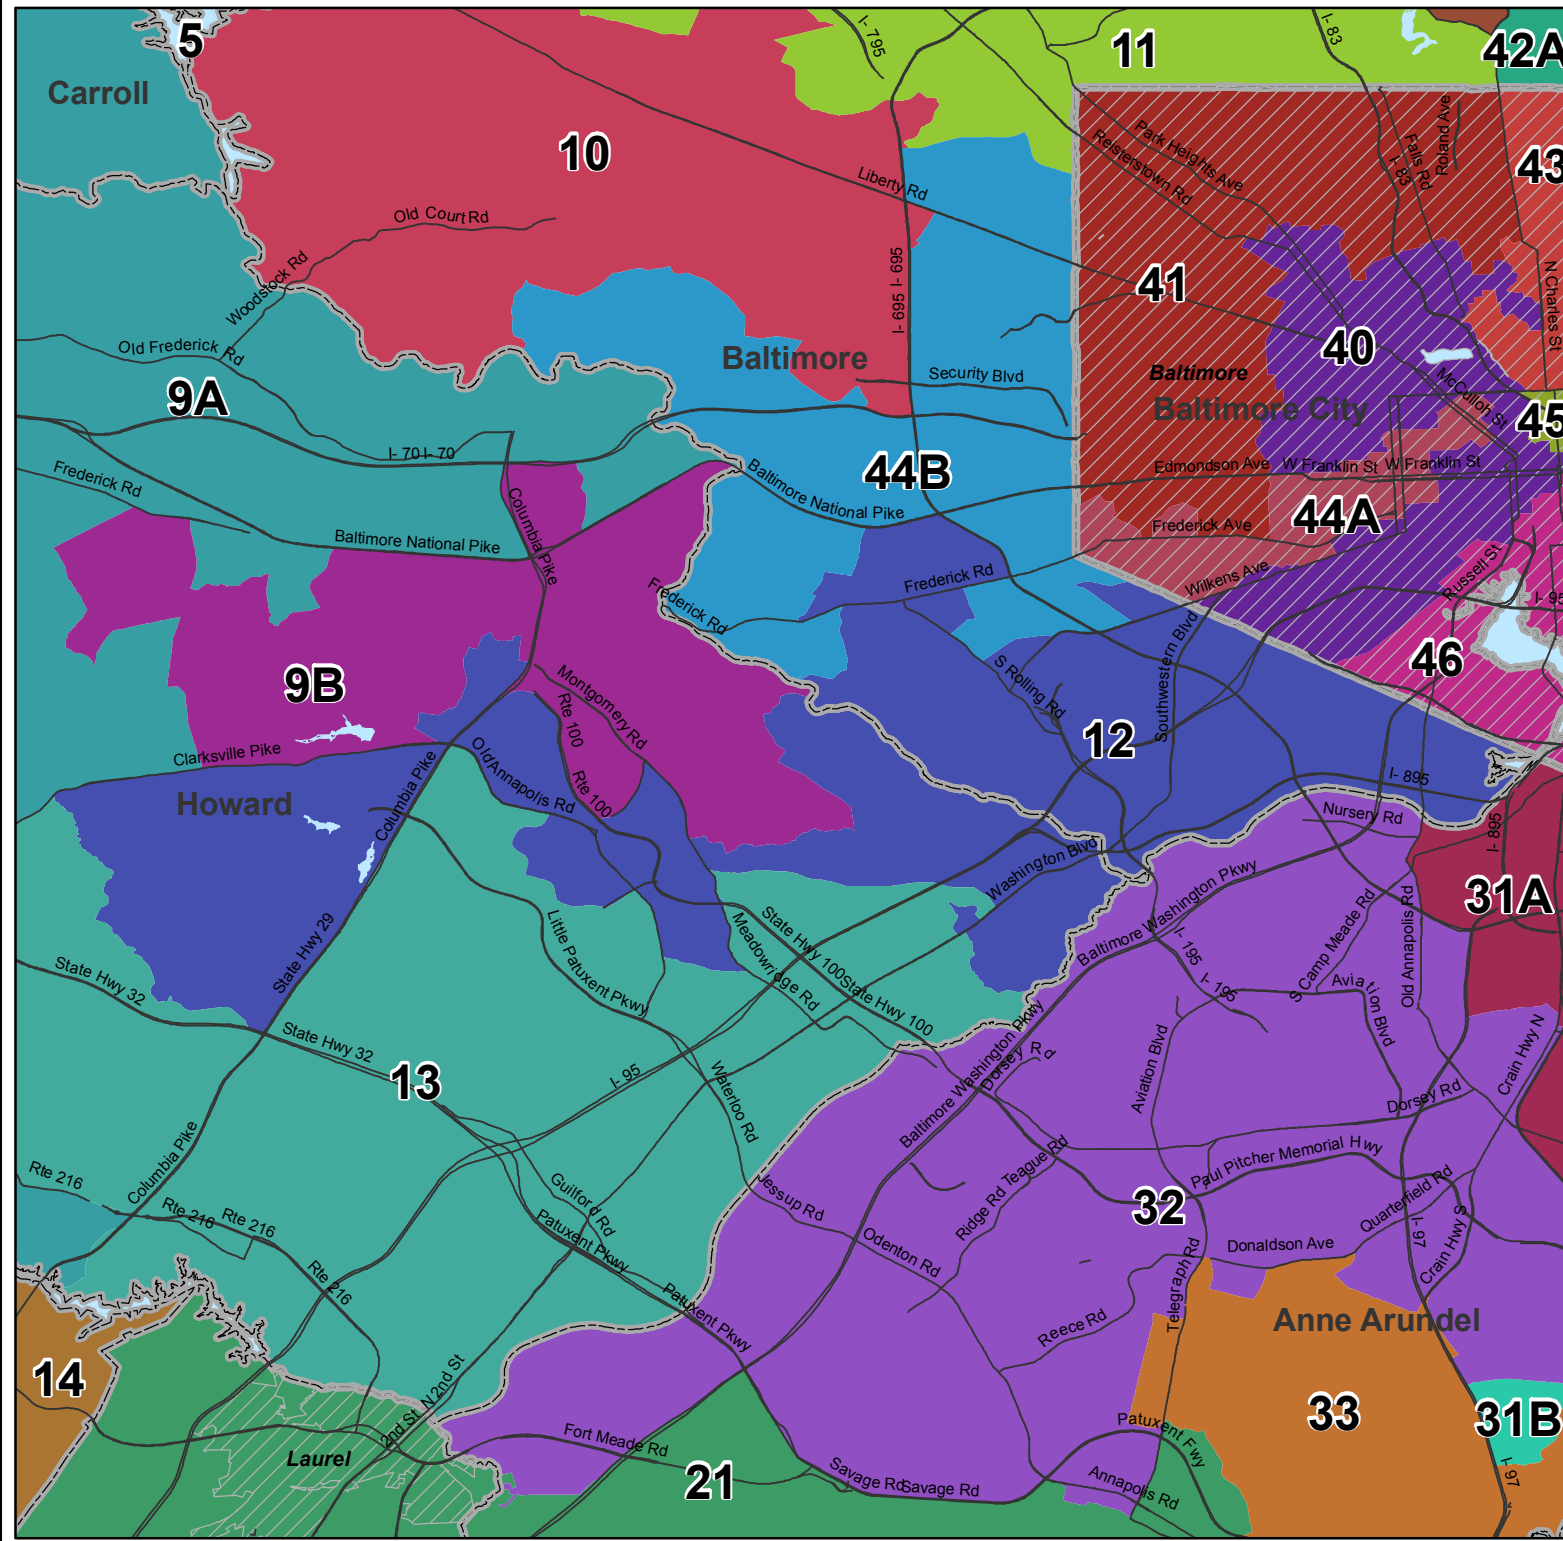 5
I- 795
11
I- 83
42A
Carroll
10
Park Heights Ave
Reisterstown Rd
Falls Rd
Roland Ave
I- 83
43
Liberty Rd
Old Court Rd
Woodstock Rd
I- 695 I- 695
41
N Charles St
Old Frederick Rd
Baltimore
40
Security Blvd
Baltimore
Baltimore City
McCulloh St
9A
45
I- 70 I- 70
Frederick Rd
44B
Edmondson Ave
W Franklin St
W Franklin St
Baltimore National Pike
Columbia Pike
44A
Frederick Ave
Baltimore National Pike
Frederick Rd
Frederick Rd
Wilkens Ave
Russell St
I- 95
9B
Montgomery Rd
Rte 100
Rte 100
S Rolling Rd
Southwestern Blvd
46
12
Clarksville Pike
Howard
Columbia Pike
Old Annapolis Rd
I- 895
Nursery Rd
I- 895
Washington Blvd
Baltimore Washington Pkwy
31A
State Hwy 29
State Hwy 32
Little Patuxent Pkwy
Meadowridge Rd
State Hwy 100
State Hwy 100
I- 195
I- 195
S Camp Meade Rd
Old Annapolis Rd
Aviation Blvd
State Hwy 32
13
I- 95
Waterloo Rd
Baltimore Washington Pkwy
Dorsey Rd
Aviation Blvd
Crain Hwy N
Dorsey Rd
Columbia Pike
Rte 216
Rte 216
Rte 216
Rte 216
Guilford Rd
Patuxent Pkwy
Jessup Rd
Odenton Rd
Ridge Rd
Teague Rd
Paul Pitcher Memorial Hwy
32
Quarterfield Rd
Donaldson Ave
I- 97
Crain Hwy S
Telegraph Rd
Reece Rd
Patuxent Pkwy
Anne Arundel
14
N 2nd St
2nd St
33
31B
Laurel
Fort Meade Rd
Patuxent Fwy
21
Savage Rd
Savage Rd
Annapolis Rd
I- 97